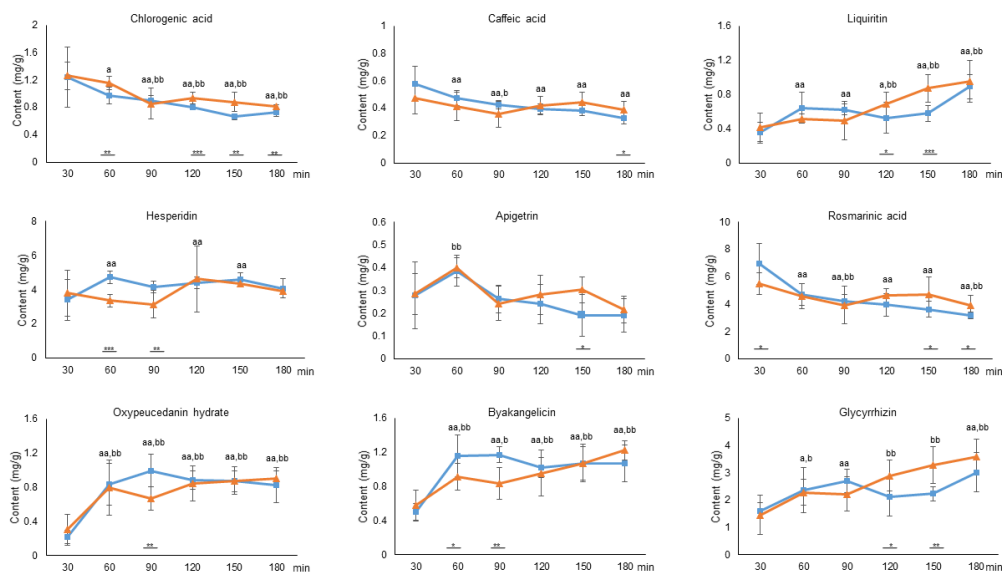 Chlorogenic acid
Content (mg/g)
2
1.6
1.2
0.8
0.4
0
a
aa,bb
aa,bb
aa,bb
aa,bb
**
***
**
**
30 60 90 120 150 180 min
Caffeic acid
Content (mg/g)
1
0.8
0.6
0.4
0.2
0
aa
aa,b
aa
aa
aa
*
30 60 90 120 150 180 min
Liquiritin
Content (mg/g)
1.6
1.2
0.8
0.4
0
aa
aa
a,bb
aa,bb
aa,bb
*
***
30 60 90 120 150 180 min
Hesperidin
Content (mg/g)
8
6
4
2
0
aa
aa
aa
***
**
30 60 90 120 150 180 min
Apigetrin
Content (mg/g)
0.6
0.5
0.4
0.3
0.2
0.1
0
bb
*
30 60 90 120 150 180 min
Rosmarinic acid
Content (mg/g)
10
8
6
4
2
0
aa
aa,bb
aa
aa
aa,bb
*
*
*
30 60 90 120 150 180 min
Oxypeucedanin hydrate
Content (mg/g)
1.6
1.2
0.8
0.4
0
aa,bb
aa,bb
aa,bb
aa,bb
aa,bb
**
30 60 90 120 150 180 min
Byakangelicin
Content (mg/g)
1.6
1.2
0.8
0.4
0
aa,bb
aa,b
aa,bb
aa,bb
aa,bb
*
**
30 60 90 120 150 180 min
Glycyrrhizin
Content (mg/g)
5
4
3
2
1
0
a,b
aa
bb
bb
aa,bb
*
**
30 60 90 120 150 180 min